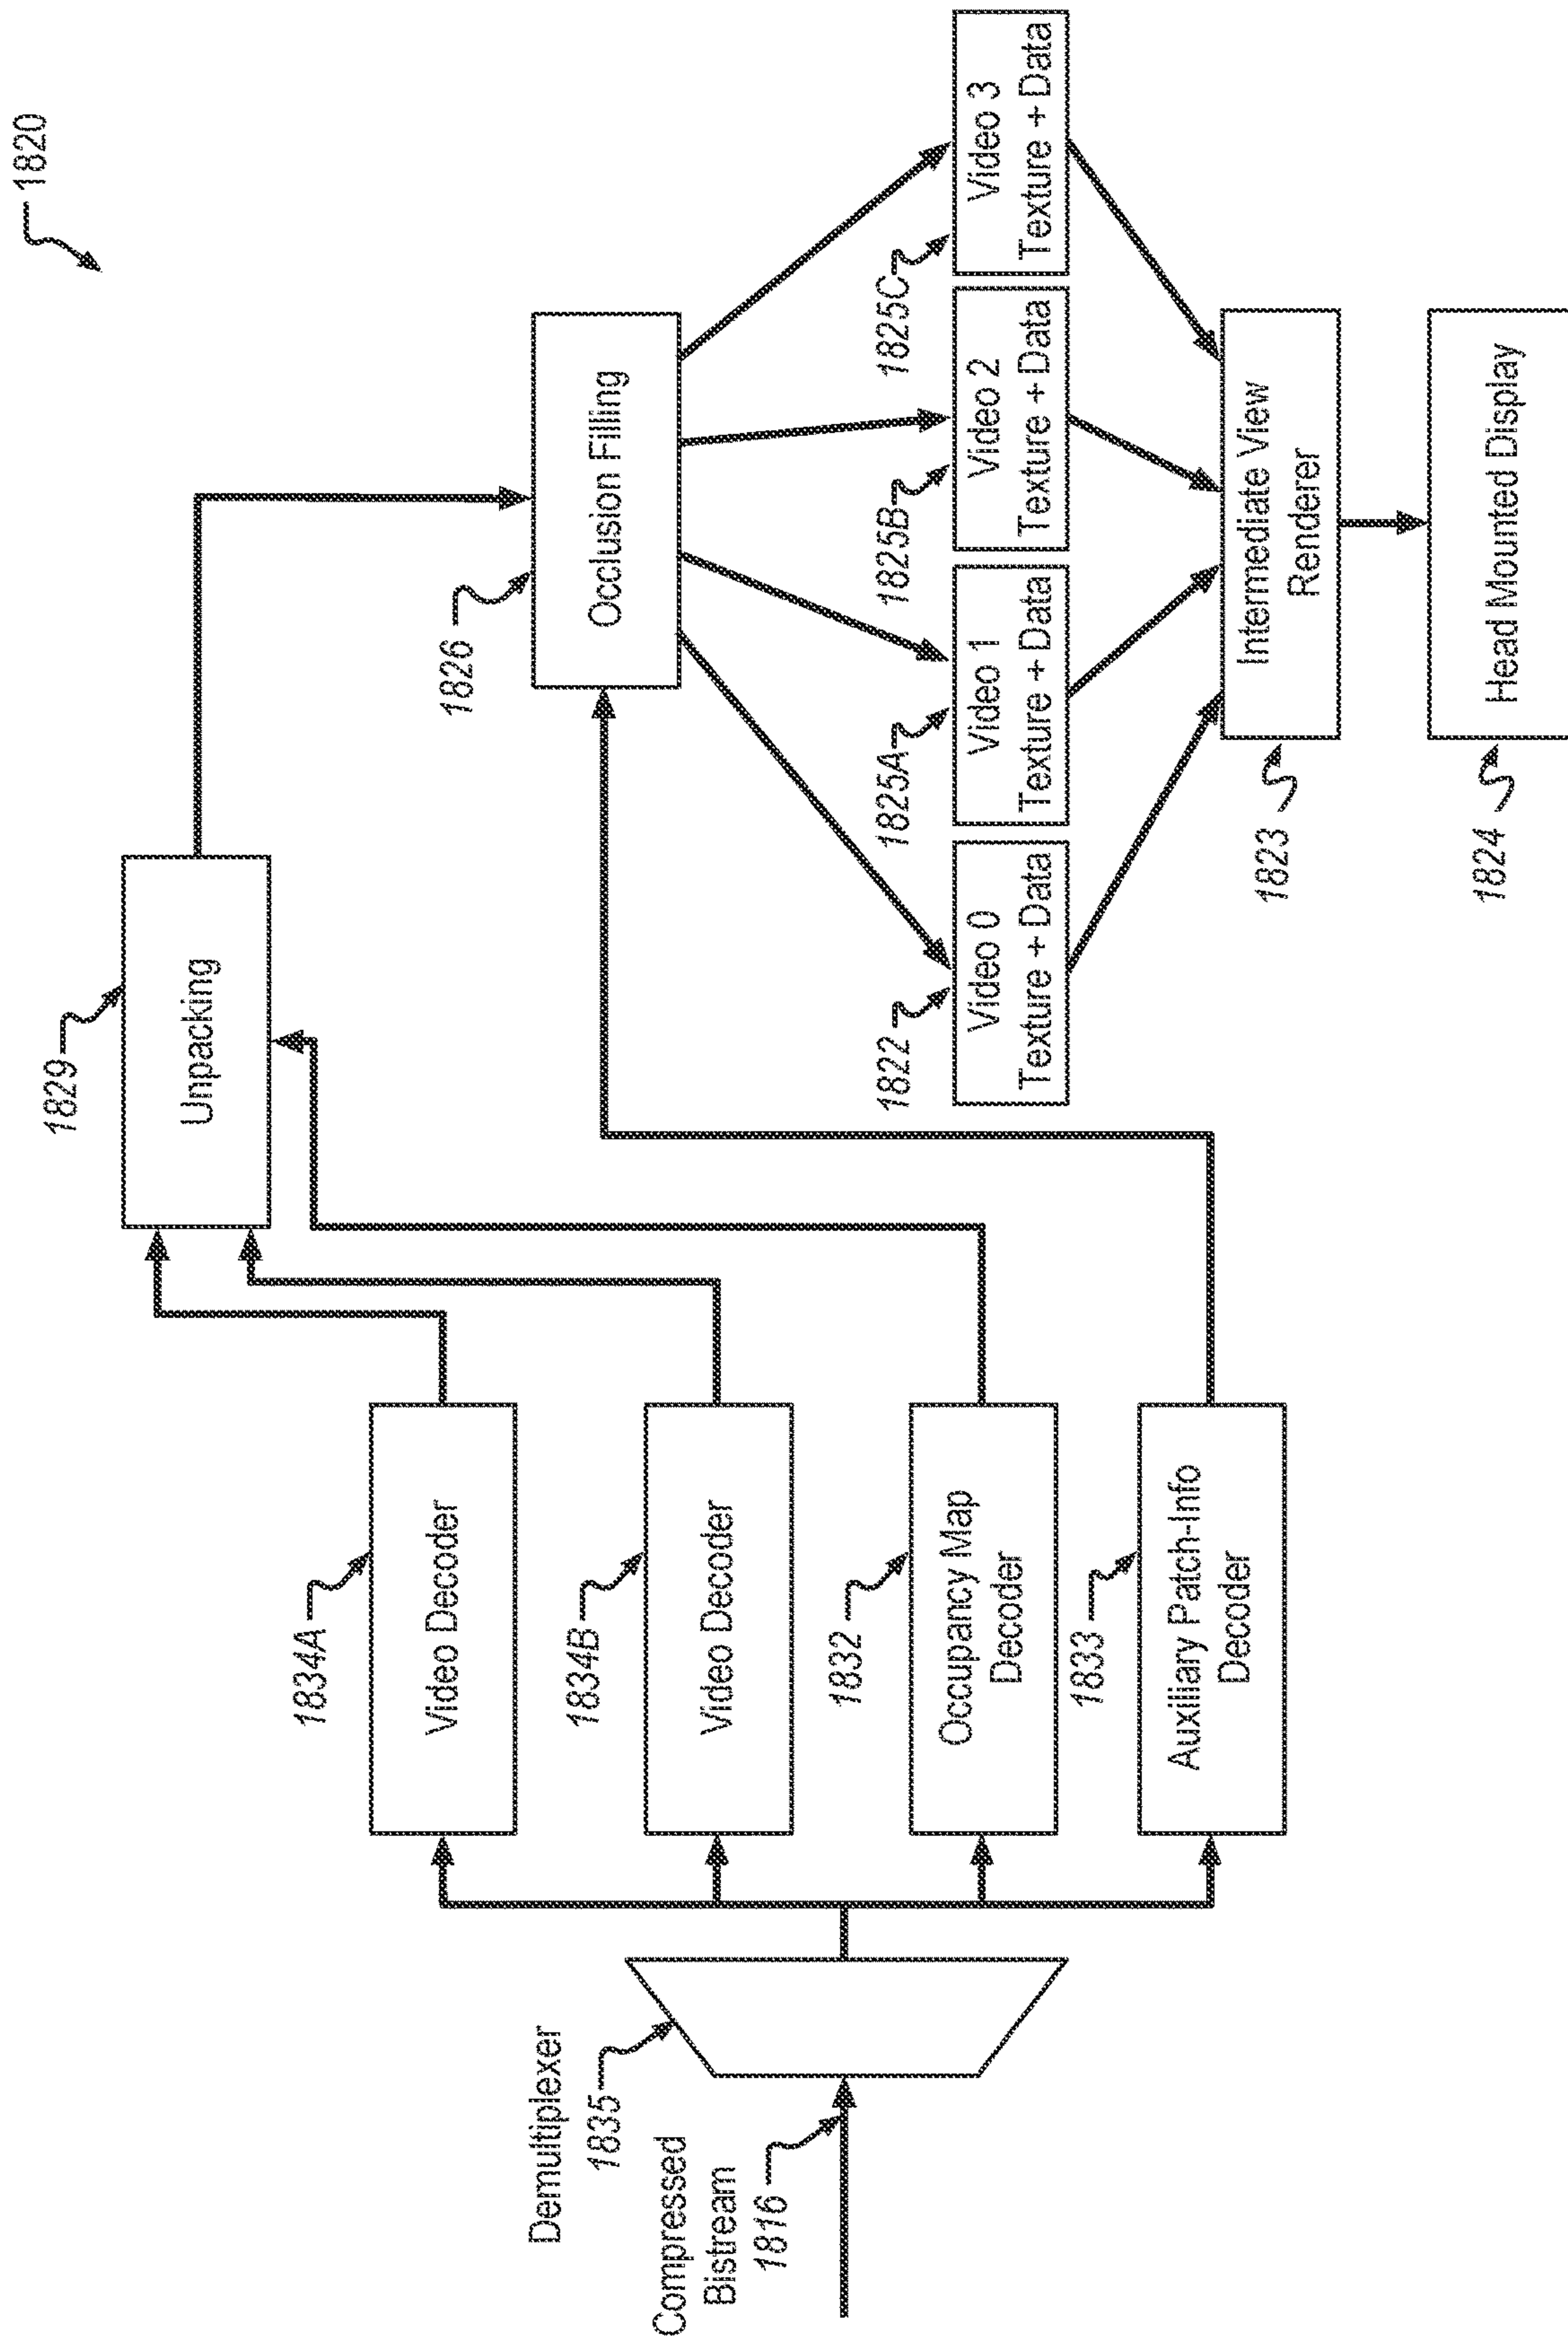 1820
1829
Unpacking
1826
Occlusion Filling
1834A
Video Decoder
1834B
Video Decoder
1832
Occupancy Map
Decoder
1833
Auxiliary Patch-Info
Decoder
Demultiplexer
1835
Compressed
Bistream
1816
1822
Video 0
Texture + Data
1825A
Video 1
Texture + Data
1825B
Video 2
Texture + Data
1825C
Video 3
Texture + Data
Intermediate View
Renderer
1823
Head Mounted Display
1824